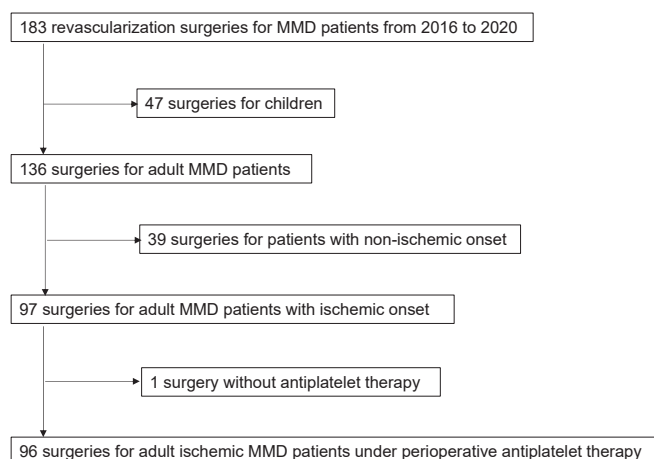 183 revascularization surgeries for MMD patients from 2016 to 2020
47 surgeries for children
136 surgeries for adult MMD patients
39 surgeries for patients with non-ischemic onset
97 surgeries for adult MMD patients with ischemic onset
1 surgery without antiplatelet therapy
96 surgeries for adult ischemic MMD patients under perioperative antiplatelet therapy